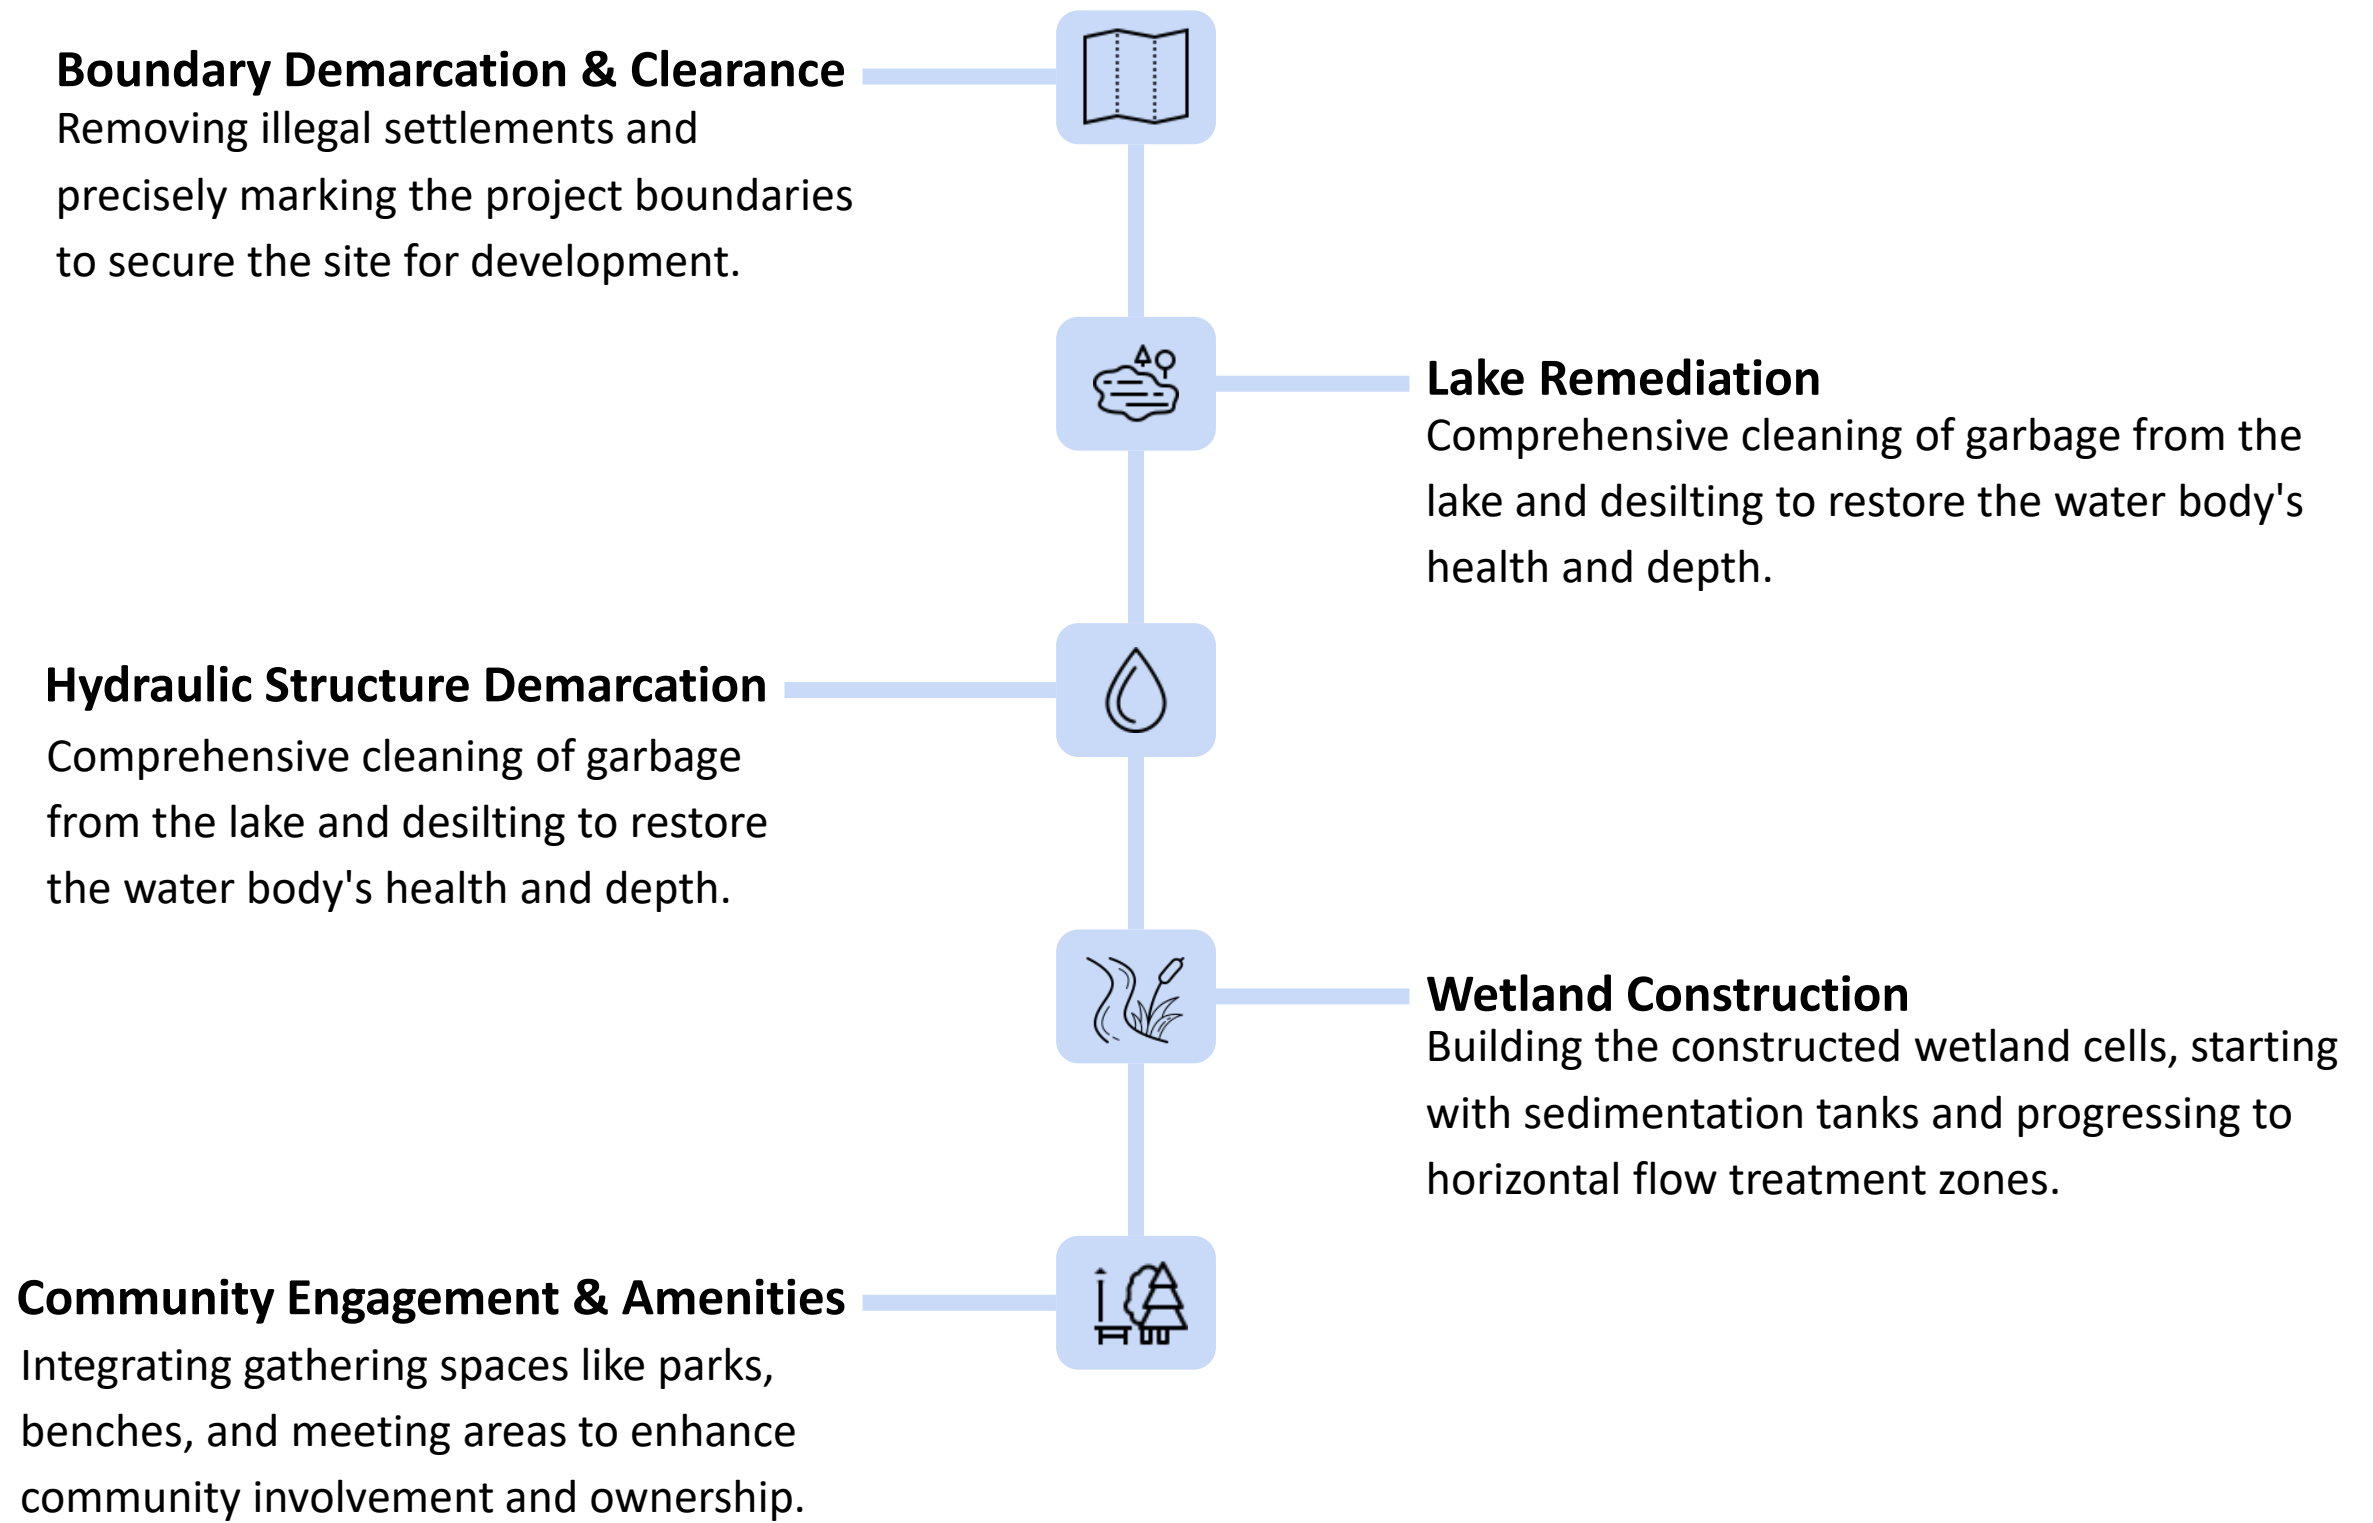 Boundary Demarcation & Clearance
Removing illegal settlements and
precisely marking the project boundaries
to secure the site for development.
Lake Remediation
Comprehensive cleaning of garbage from the
lake and desilting to restore the water body's
health and depth.
Hydraulic Structure Demarcation
Comprehensive cleaning of garbage
from the lake and desilting to restore
the water body's health and depth.
Wetland Construction
Building the constructed wetland cells, starting
with sedimentation tanks and progressing to
horizontal flow treatment zones.
Community Engagement & Amenities
Integrating gathering spaces like parks,
benches, and meeting areas to enhance
community involvement and ownership.